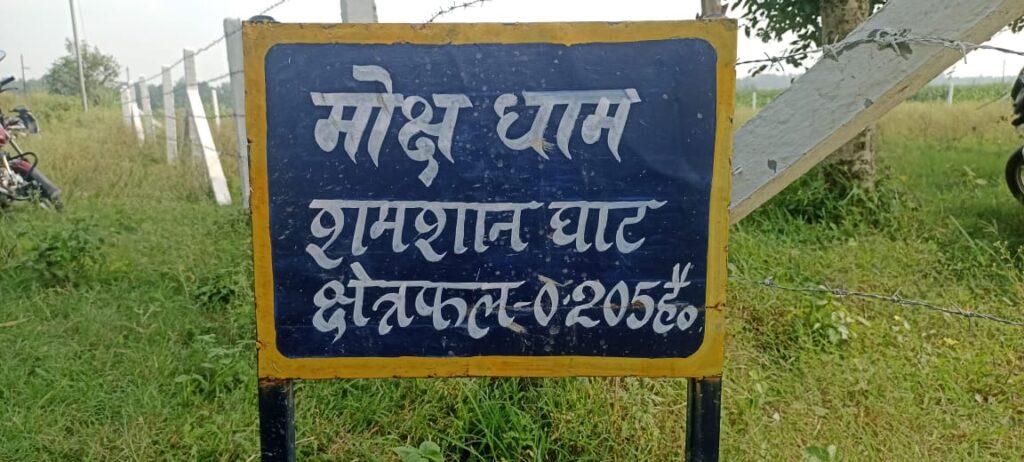 मोक्ष धाम
शमशान घाट
क्षेत्रफल-0.205हैं०